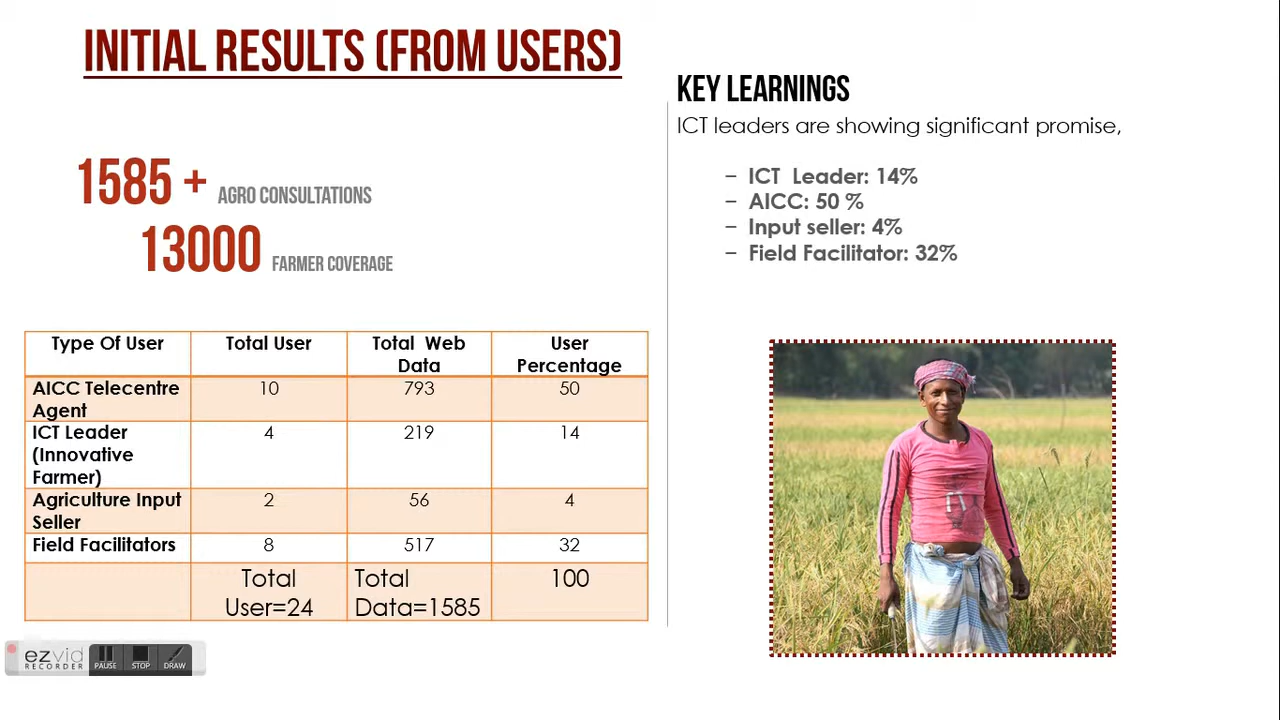 INITIAL RESULTS (FROM USERS)
1585 + AGRO CONSULTATIONS
13000 FARMER COVERAGE
Type Of User Total User Total Web Data User Percentage
AICC Telecentre Agent 10 793 50
ICT Leader (Innovative Farmer) 4 219 14
Agriculture Input Seller 2 56 4
Field Facilitators 8 517 32
Total User=24 Total Data=1585 100
KEY LEARNINGS
ICT leaders are showing significant promise,
− ICT Leader: 14%
− AICC: 50 %
− Input seller: 4%
− Field Facilitator: 32%
ezvid
RECORDER
PAUSE STOP DRAW